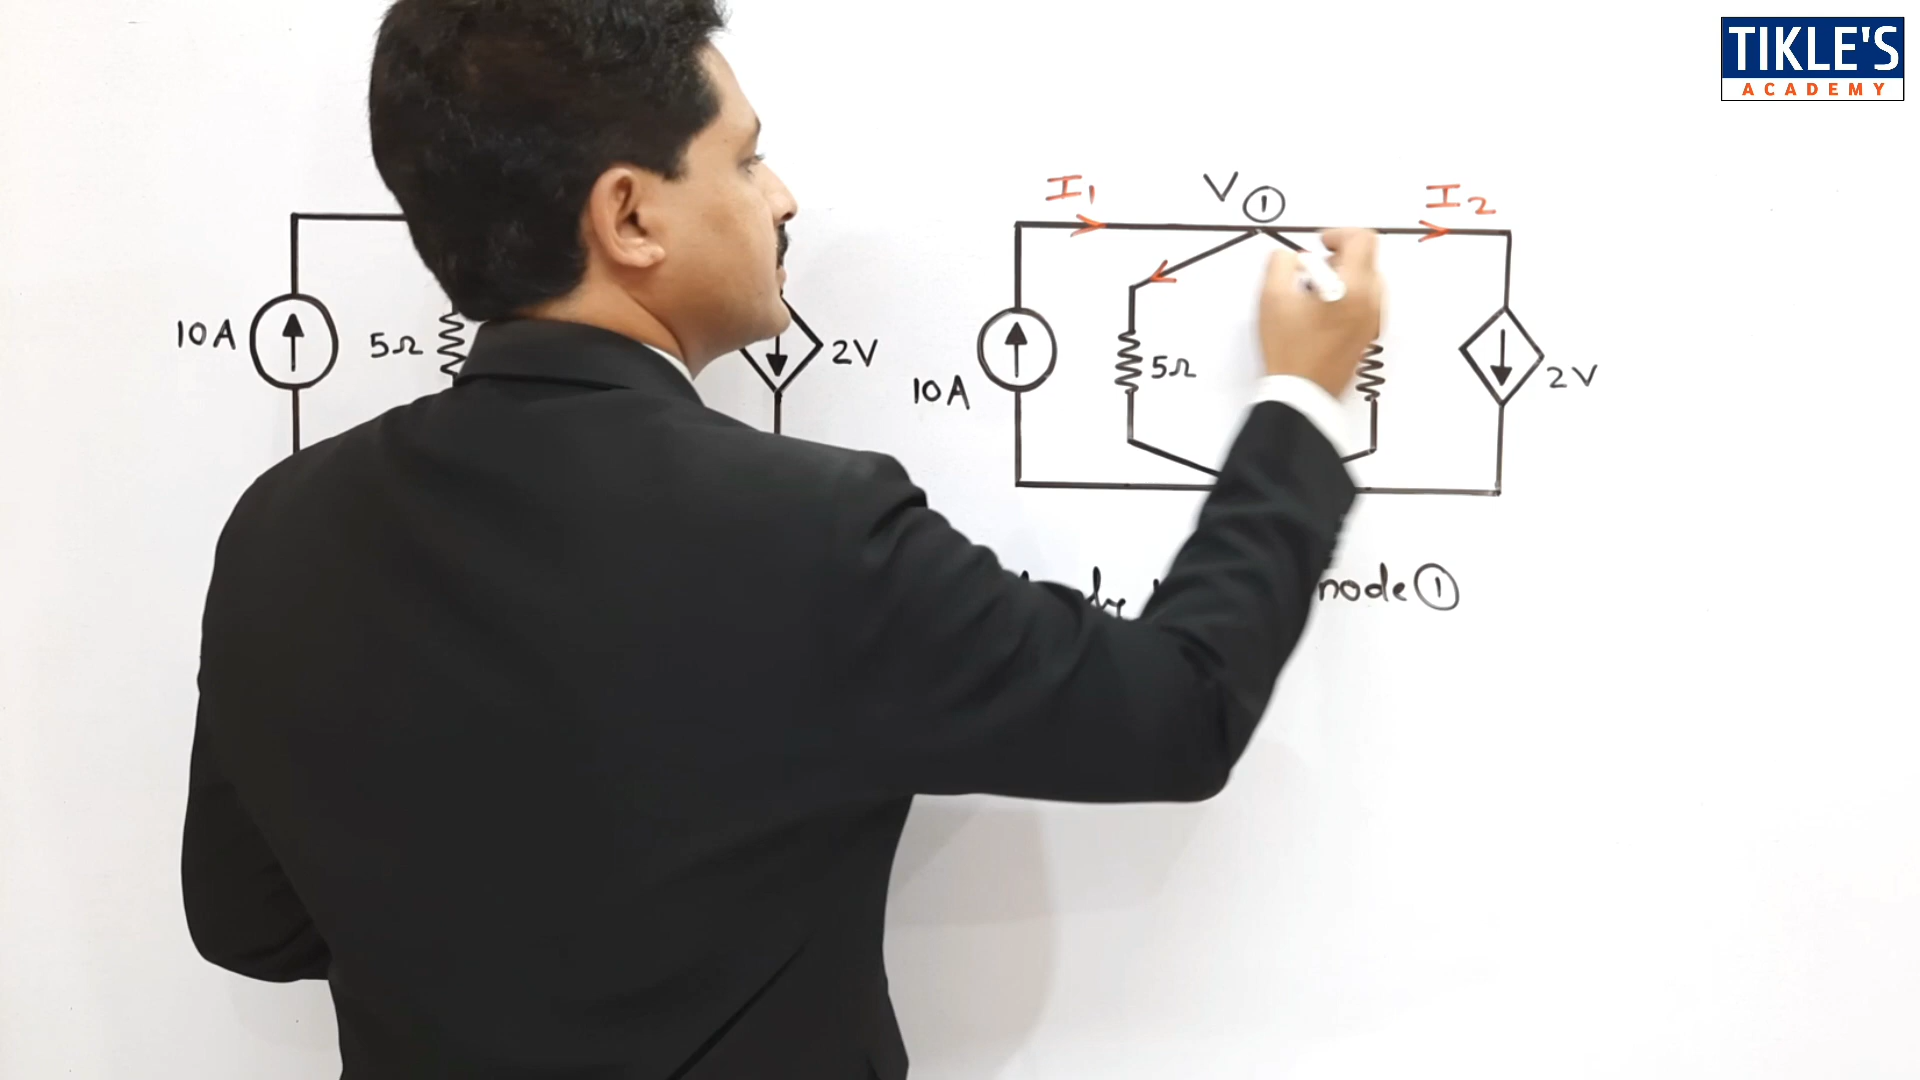 TIKLE'S
ACADEMY
10A
5Ω
2V
I1
V ①
I2
10A
5Ω
2V
node ①